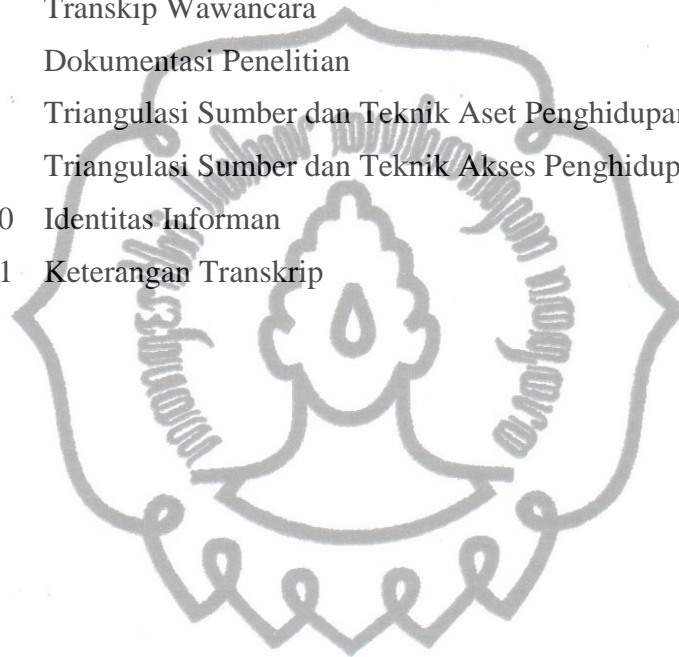 Transkip Wawancara
Dokumentasi Penelitian
Triangulasi Sumber dan Teknik Aset Penghidupan
Triangulasi Sumber dan Teknik Akses Penghidup
0 Identitas Informan
1 Keterangan Transkrip